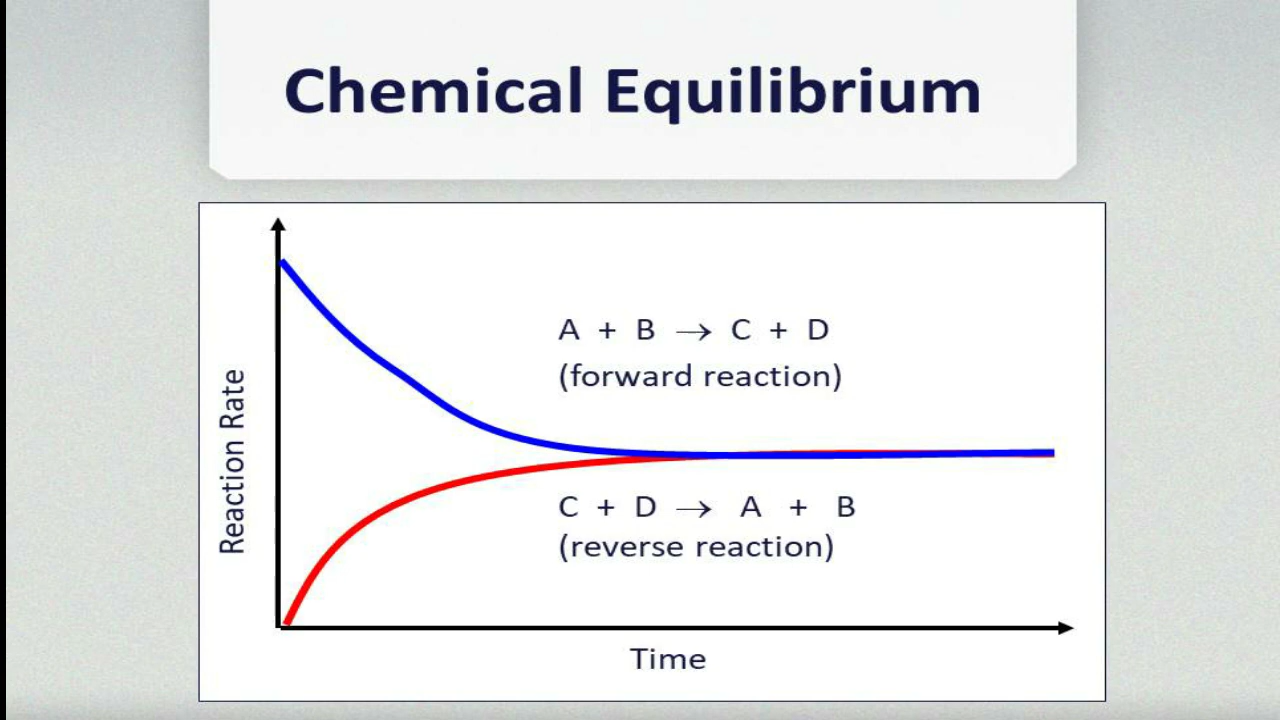 Chemical Equilibrium
Reaction Rate
A + B → C + D
(forward reaction)
C + D → A + B
(reverse reaction)
Time